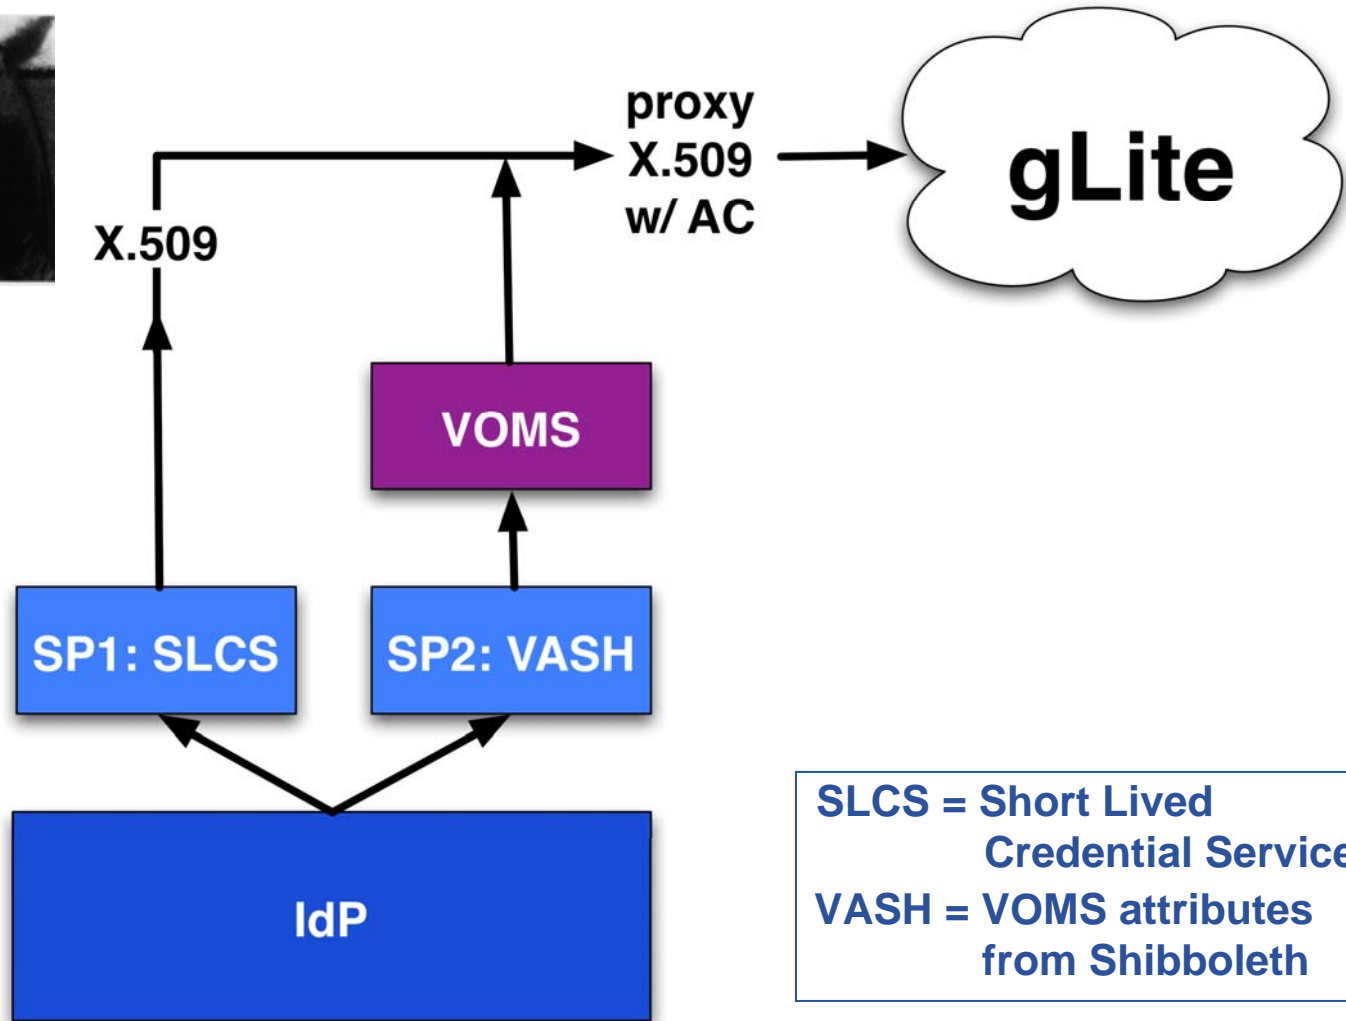 proxy
X.509
w/ AC
gLite
X.509
VOMS
SP1: SLCS
SP2: VASH
IdP
SLCS = Short Lived
Credential Service
VASH = VOMS attributes
from Shibboleth